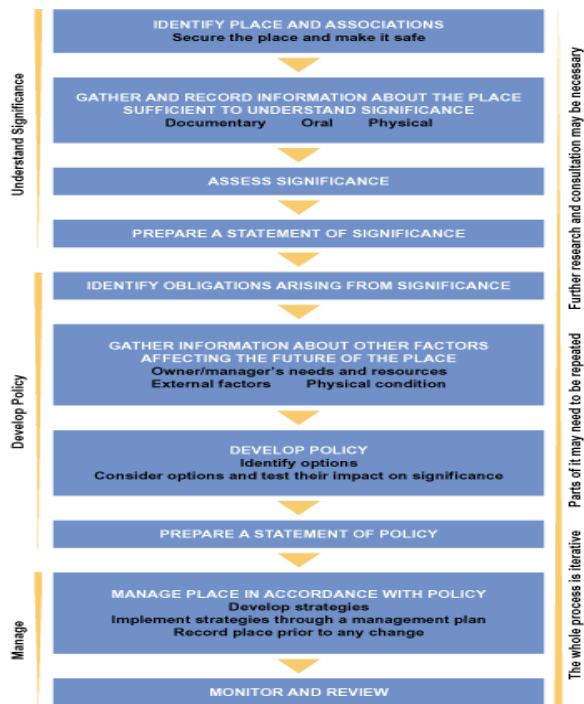 IDENTIFY PLACE AND ASSOCIATIONS
Secure the place and make it safe
GATHER AND RECORD INFORMATION ABOUT THE PLACE
SUFFICIENT TO UNDERSTAND SIGNIFICANCE
Documentary Oral Physical
ASSESS SIGNIFICANCE
PREPARE A STATEMENT OF SIGNIFICANCE
Understand Significance
IDENTIFY OBLIGATIONS ARISING FROM SIGNIFICANCE
GATHER INFORMATION ABOUT OTHER FACTORS
AFFECTING THE FUTURE OF THE PLACE
Owner/manager's needs and resources
External factors Physical condition
DEVELOP POLICY
Identify options
Consider options and test their impact on significance
PREPARE A STATEMENT OF POLICY
Develop Policy
MANAGE PLACE IN ACCORDANCE WITH POLICY
Develop strategies
Implement strategies through a management plan
Record place prior to any change
MONITOR AND REVIEW
Manage
The whole process is iterative
Parts of it may need to be repeated
Further research and consultation may be necessary